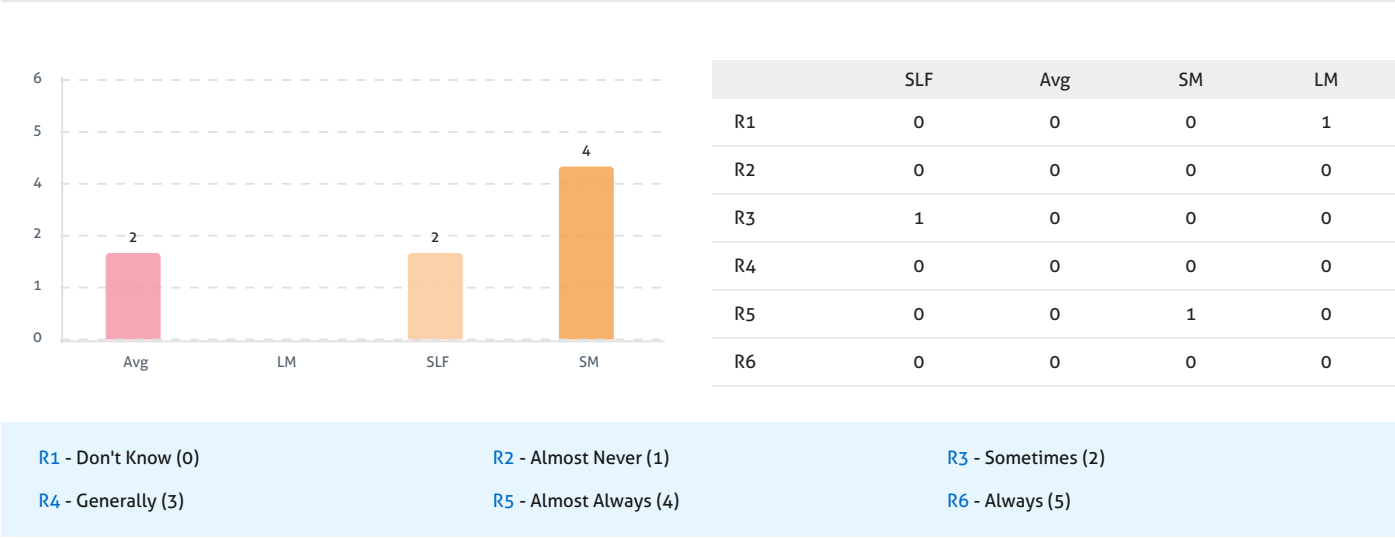 6
5
4
2
1
0
2
2
4
Avg LM SLF SM
SLF Avg SM LM
R1 0 0 0 1
R2 0 0 0 0
R3 1 0 0 0
R4 0 0 0 0
R5 0 0 1 0
R6 0 0 0 0
R1 - Don't Know (0) R2 - Almost Never (1) R3 - Sometimes (2)
R4 - Generally (3) R5 - Almost Always (4) R6 - Always (5)